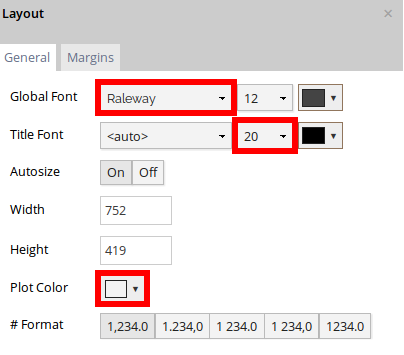 Layout ×
General Margins
Global Font Raleway 12
Title Font <auto> 20
Autosize On Off
Width 752
Height 419
Plot Color
# Format 1,234.0 1.234,0 1 234.0 1 234,0 1234.0